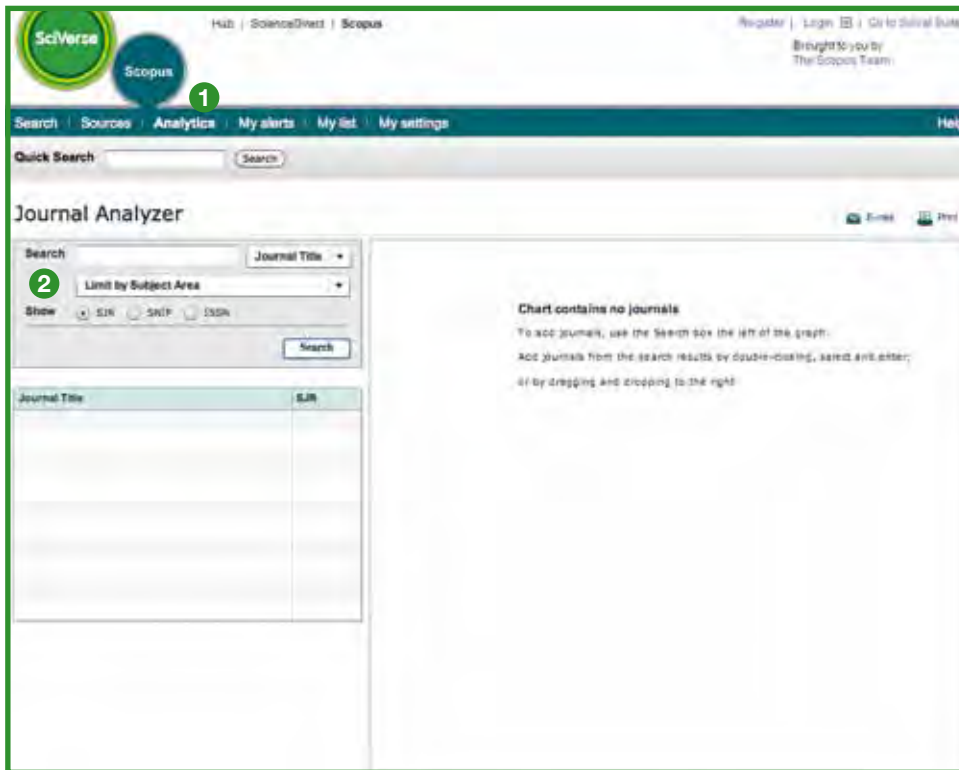 SciVerse
Scopus
Hub | ScienceDirect | Scopus
Register | Login | Go to SciVal Suite
Brought to you by
The Scopus Team
1
Search | Sources | Analytics | My alerts | My list | My settings
Help
Quick Search
Search
Journal Analyzer
E-mail Print
Search
Journal Title
2
Limit by Subject Area
Show SJR SNIP ISSN
Search
Journal Title SJR
Chart contains no journals
To add journals, use the Search box the left of the graph.
Add journals from the search results by double-clicking, select and enter;
or by dragging and dropping to the right